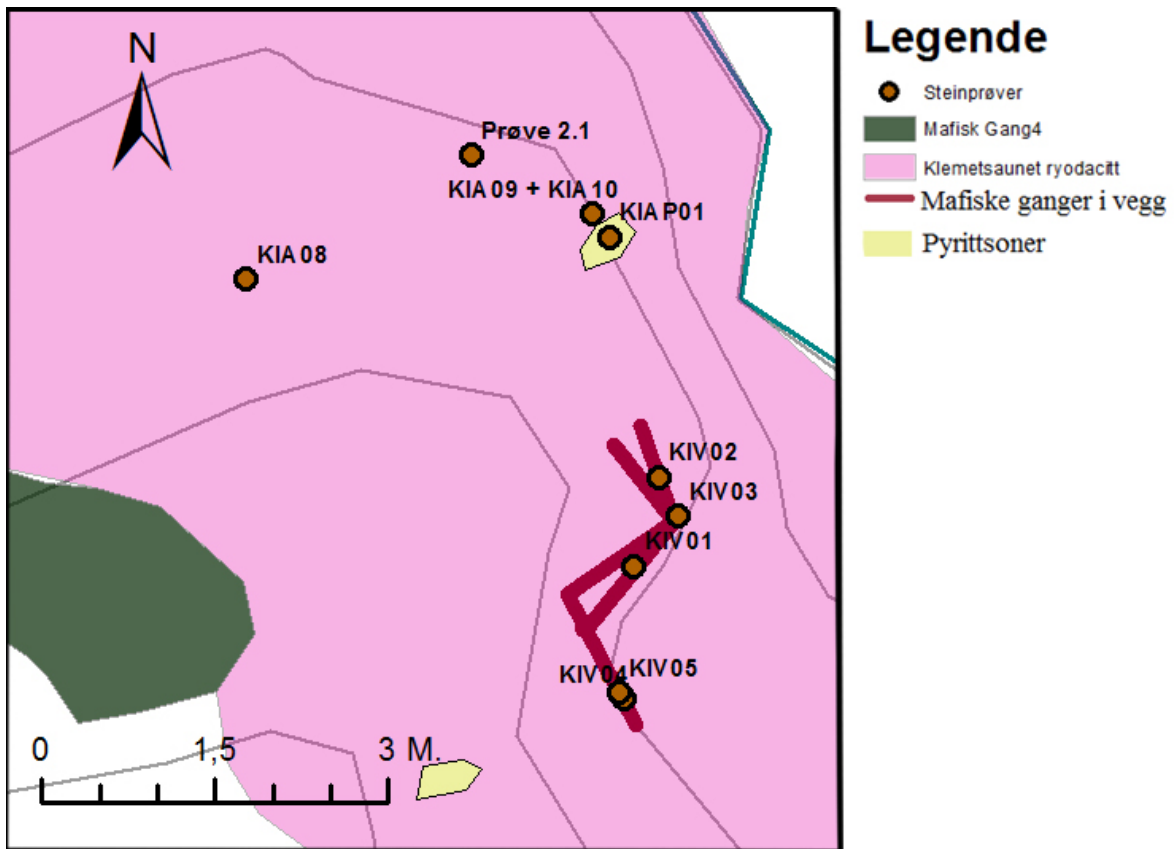 N
Prøve 2.1
KIA 09 + KIA 10
KIA P01
KIA 08
KIV 02
KIV 03
KIV 01
KIV 04
KIV 05
0 1,5 3 M.
Legende
Steinprøver
Mafisk Gang4
Klemetsaunet ryodacitt
Mafiske ganger i vegg
Pyrittsoner